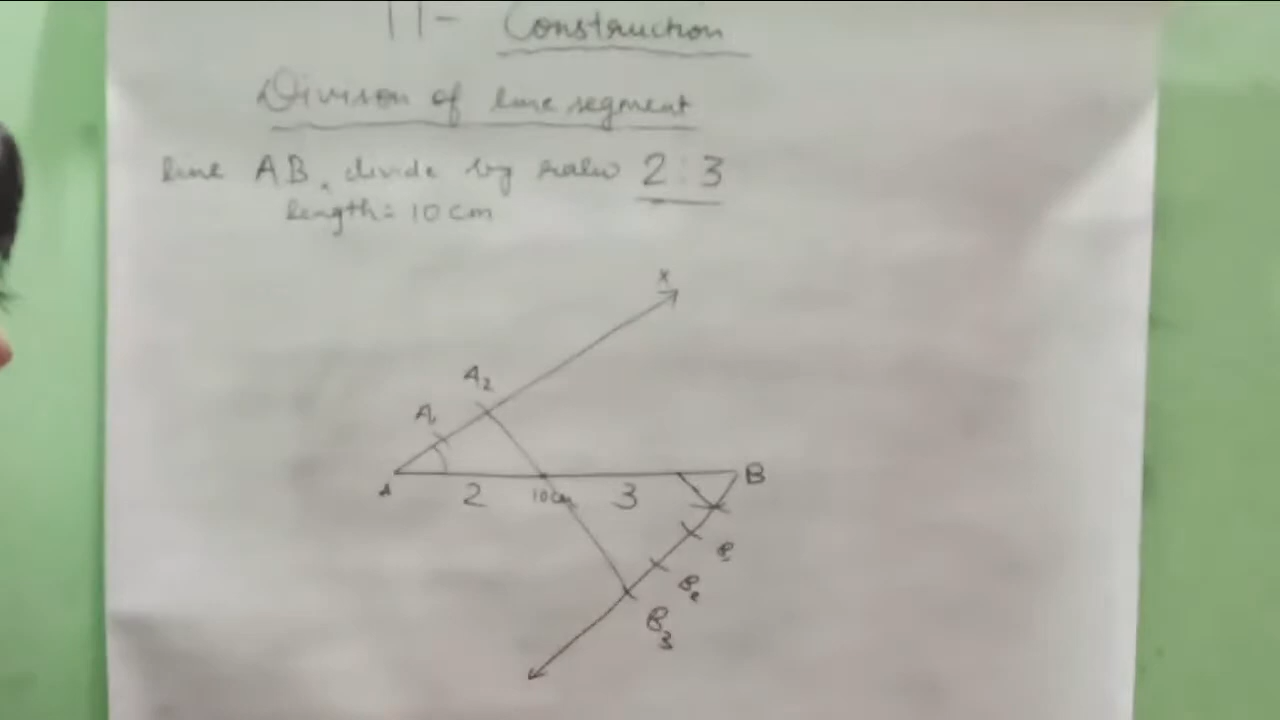 11- Construction
Division of line segment
line AB, divide by ratio 2:3
length = 10 cm
X
A2
A1
A
B
2
10cm
3
B1
B2
B3